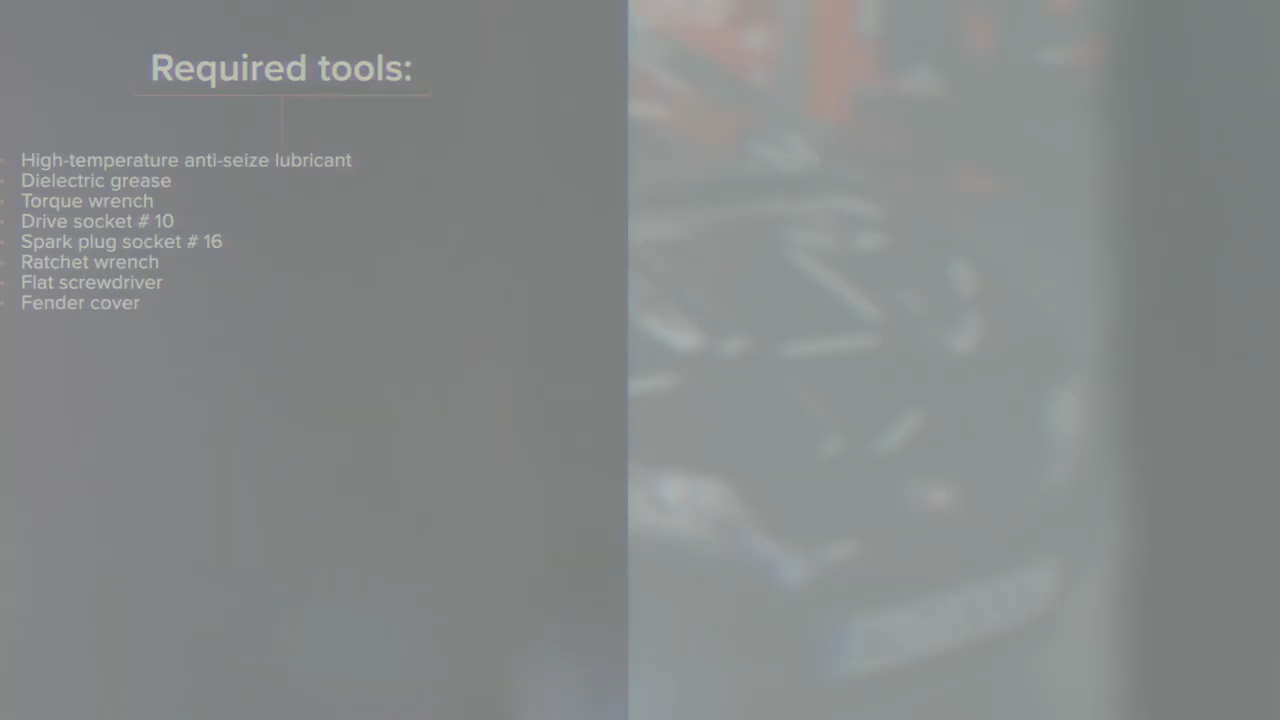 Required tools:
High-temperature anti-seize lubricant
Dielectric grease
Torque wrench
Drive socket # 10
Spark plug socket # 16
Ratchet wrench
Flat screwdriver
Fender cover